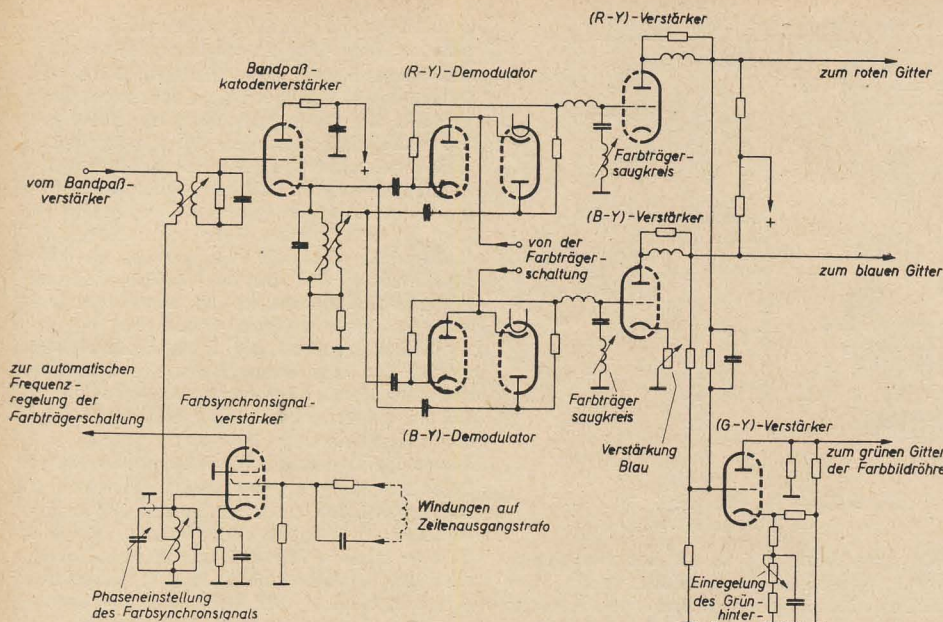 (R-Y)-Verstärker
Bandpaß-
katodenverstärker
(R-Y)-Demodulator
zum roten Gitter
+
Farbträger-
saugkreis
+
vom Bandpaß-
verstärker
(B-Y)-Verstärker
von der
Farbträger-
schaltung
zum blauen Gitter
zur automatischen
Frequenz-
regelung der
Farbträgerschaltung
Farbsynchronsignal-
verstärker
(B-Y)-Demodulator
Farbträger
saugkreis
Verstärkung
Blau
(G-Y)-Verstärker
zum grünen Gitter
der Farbbildröhre
Windungen auf
Zeilenausgangstrafo
Phaseneinstellung
des Farbsynchronsignals
Einregelung
des Grün-
hinter-